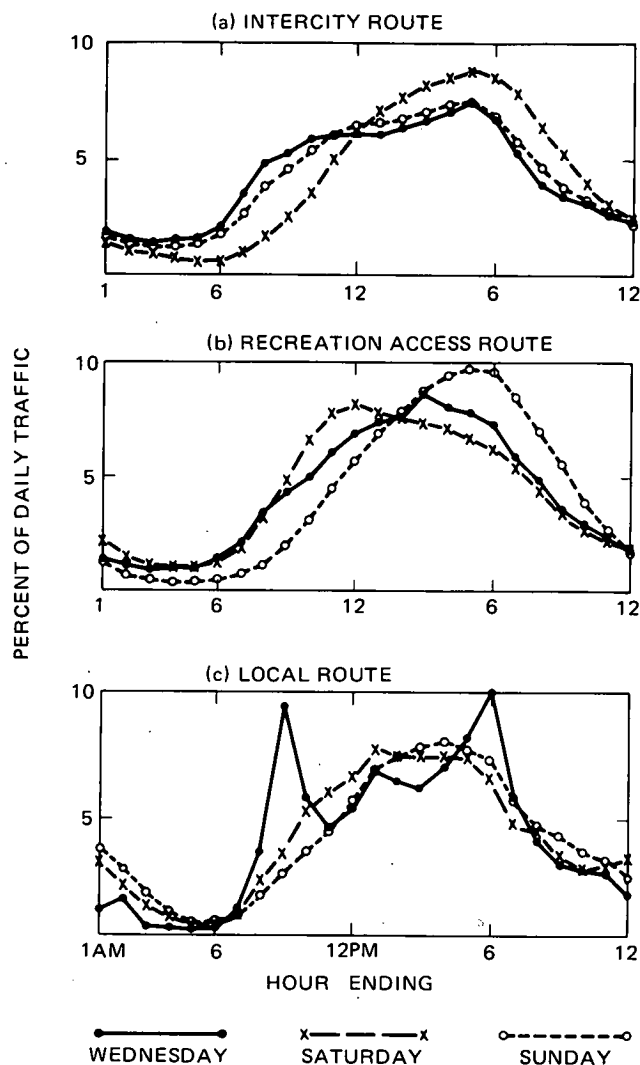 (a) INTERCITY ROUTE
10
5
1 6 12 6 12
(b) RECREATION ACCESS ROUTE
10
5
1 6 12 6 12
PERCENT OF DAILY TRAFFIC
(c) LOCAL ROUTE
10
5
1AM 6 12PM 6 12
HOUR ENDING
WEDNESDAY SATURDAY SUNDAY